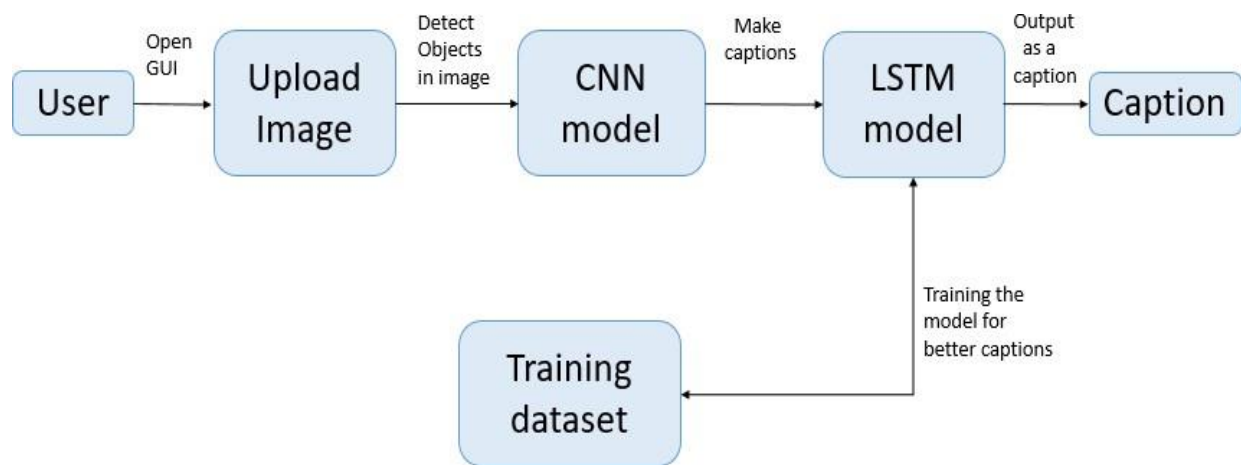 User
Open
GUI
Upload
Image
Detect
Objects
in image
CNN
model
Make
captions
LSTM
model
Output
as a
caption
Caption
Training the
model for
better captions
Training
dataset